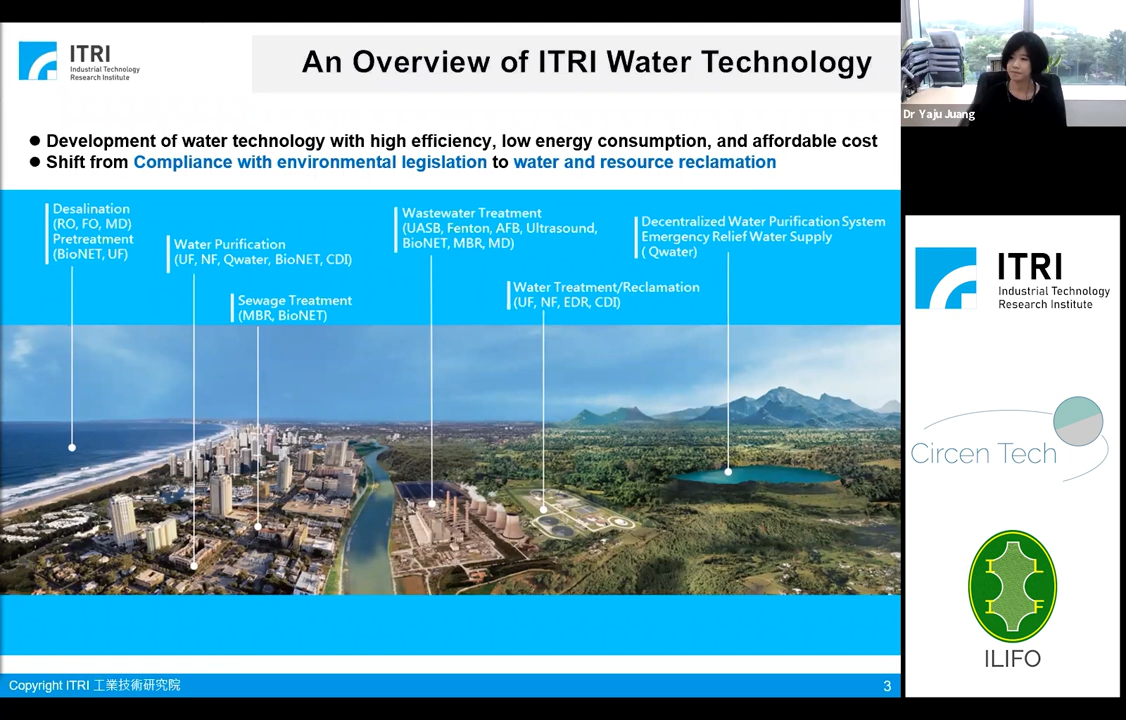 ITRI
Industrial Technology
Research Institute
An Overview of ITRI Water Technology
● Development of water technology with high efficiency, low energy consumption, and affordable cost
● Shift from Compliance with environmental legislation to water and resource reclamation
Desalination
(RO, FO, MD)
Pretreatment
(BioNET, UF)
Water Purification
(UF, NF, Qwater, BioNET, CDI)
Sewage Treatment
(MBR, BioNET)
Wastewater Treatment
(UASB, Fenton, AFB, Ultrasound,
BioNET, MBR, MD)
Water Treatment/Reclamation
(UF, NF, EDR, CDI)
Decentralized Water Purification System
Emergency Relief Water Supply
( Qwater)
Copyright ITRI 工業技術研究院
3
Dr Yaju Juang
ITRI
Industrial Technology
Research Institute
Circen Tech
I I
I F
ILIFO